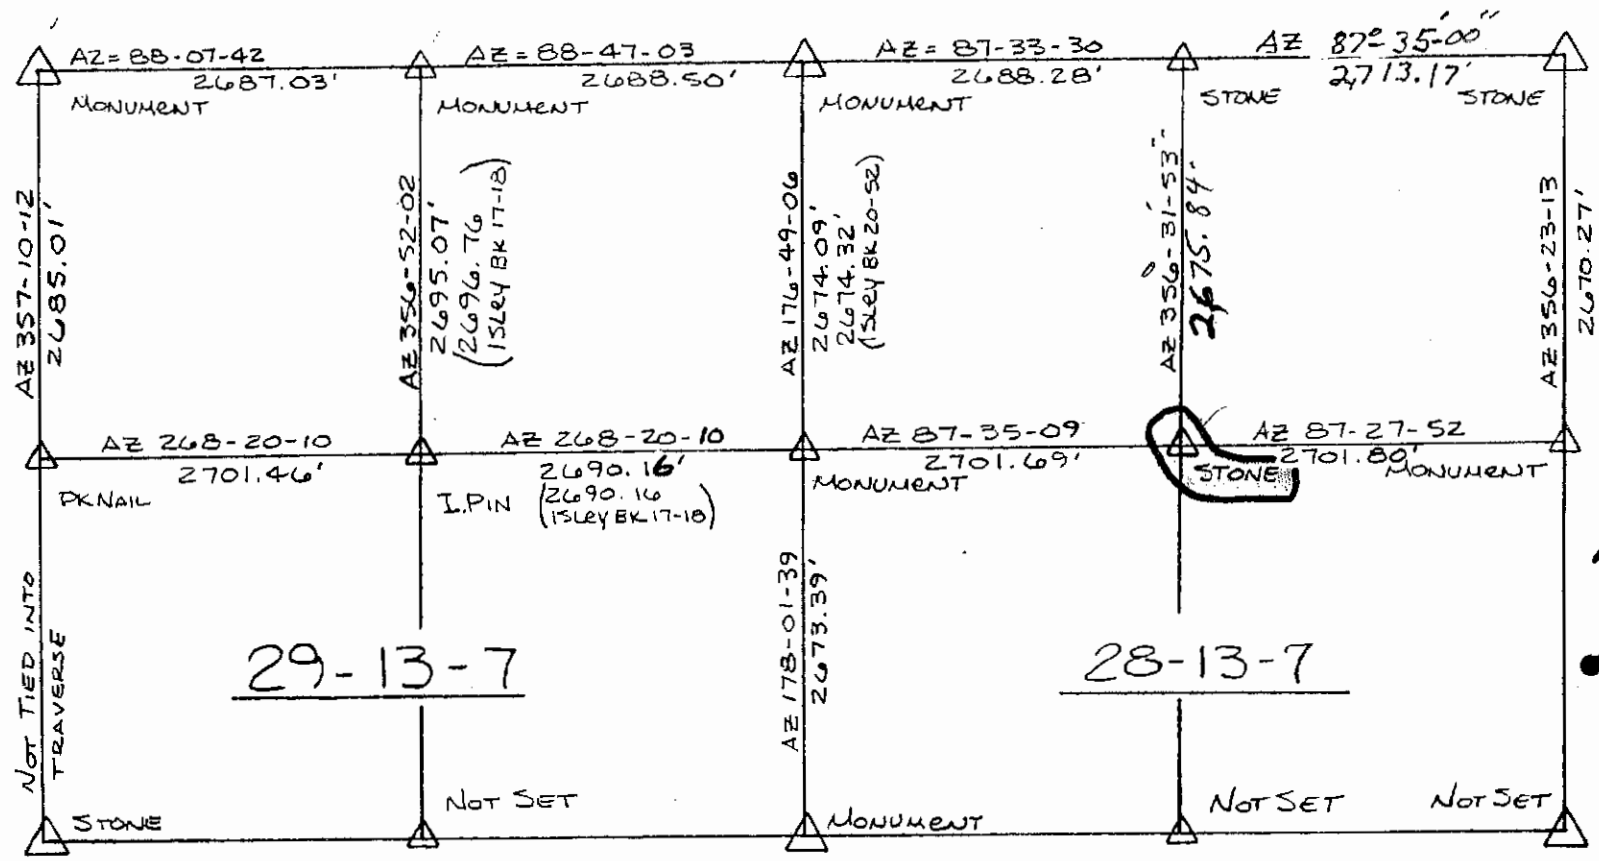 AZ = 88-07-42
2687.03'
MONUMENT
AZ = 88-47-03
2688.50'
MONUMENT
AZ = 87-33-30
2688.28'
MONUMENT
AZ 87°-35'-00"
2,713.17'
STONE
STONE
AZ 357-10-12
2685.01'
AZ 356-52-02
2695.07'
(2696.76
(ISLEY BK 17-18)
AZ 176-49-06
2674.09'
2674.32'
(ISLEY BK 20-52)
AZ 356°-31'-53"
2,675.84'
AZ 356-23-13
2670.27'
AZ 268-20-10
2701.46'
PK NAIL
AZ 268-20-10
2690.16'
I.PIN
(2690.16
(ISLEY BK 17-18)
AZ 87-35-09
2701.69'
MONUMENT
AZ 87-27-52
2701.80'
STONE
MONUMENT
NOT TIED INTO
TRAVERSE
AZ 178-01-39
2673.39'
29-13-7
28-13-7
STONE
NOT SET
MONUMENT
NOT SET
NOT SET